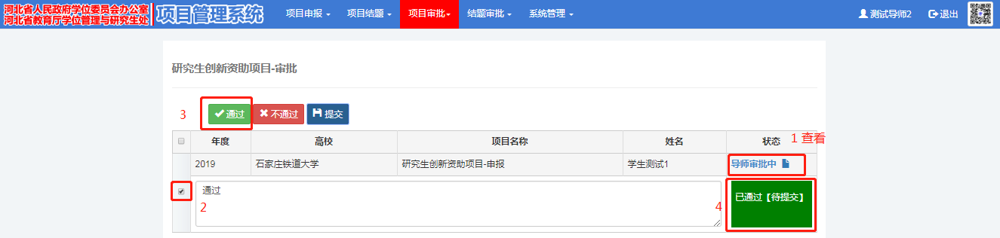 河北省人民政府学位委员会办公室
河北省教育厅学位管理与研究生处
项目管理系统
项目申报 项目结题 项目审批 结题审批 系统管理 测试导师2 退出
研究生创新资助项目-审批
3 通过 不通过 提交
年度 高校 项目名称 姓名 状态 1 查看
2019 石家庄铁道大学 研究生创新资助项目-申报 学生测试1 导师审批中
通过
2 4 已通过【待提交】